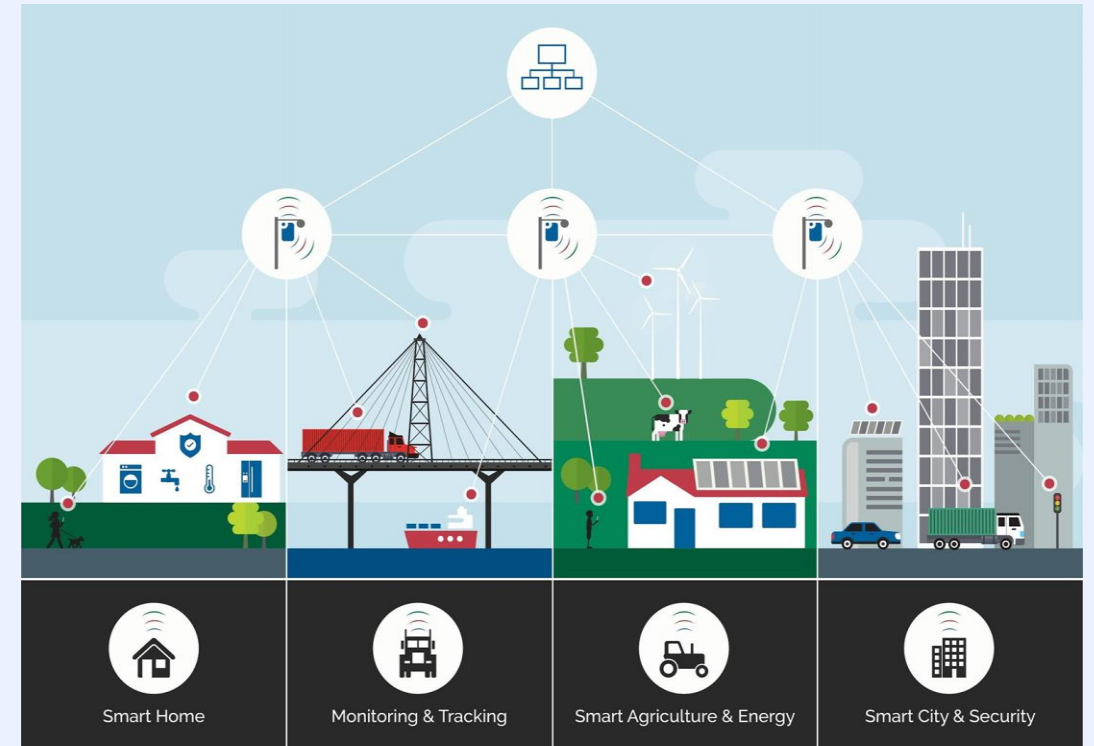 Smart Home
Monitoring & Tracking
Smart Agriculture & Energy
Smart City & Security